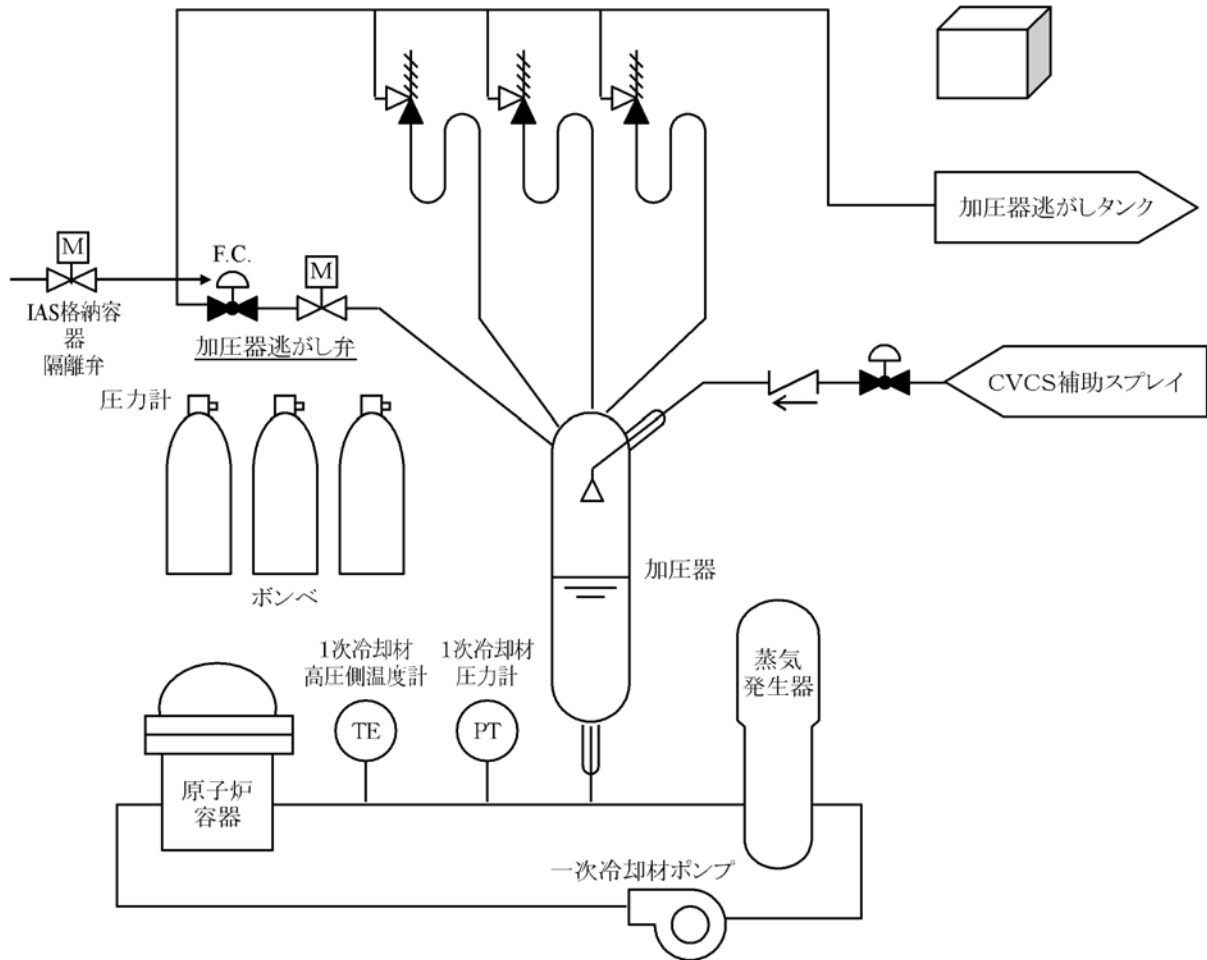 加圧器逃がしタンク
M
F.C.
M
IAS格納容
器
隔離弁
加圧器逃がし弁
CVCS補助スプレイ
圧力計
ボンベ
加圧器
1次冷却材
高圧側温度計
1次冷却材
圧力計
蒸気
発生器
TE
PT
原子炉
容器
一次冷却材ポンプ